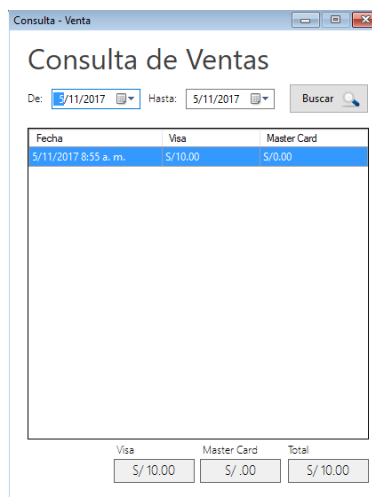 Consulta - Venta
Consulta de Ventas
De: 5/11/2017 Hasta: 5/11/2017 Buscar
Fecha Visa Master Card
5/11/2017 8:55 a. m. S/10.00 S/0.00
Visa Master Card Total
S/ 10.00 S/ .00 S/ 10.00